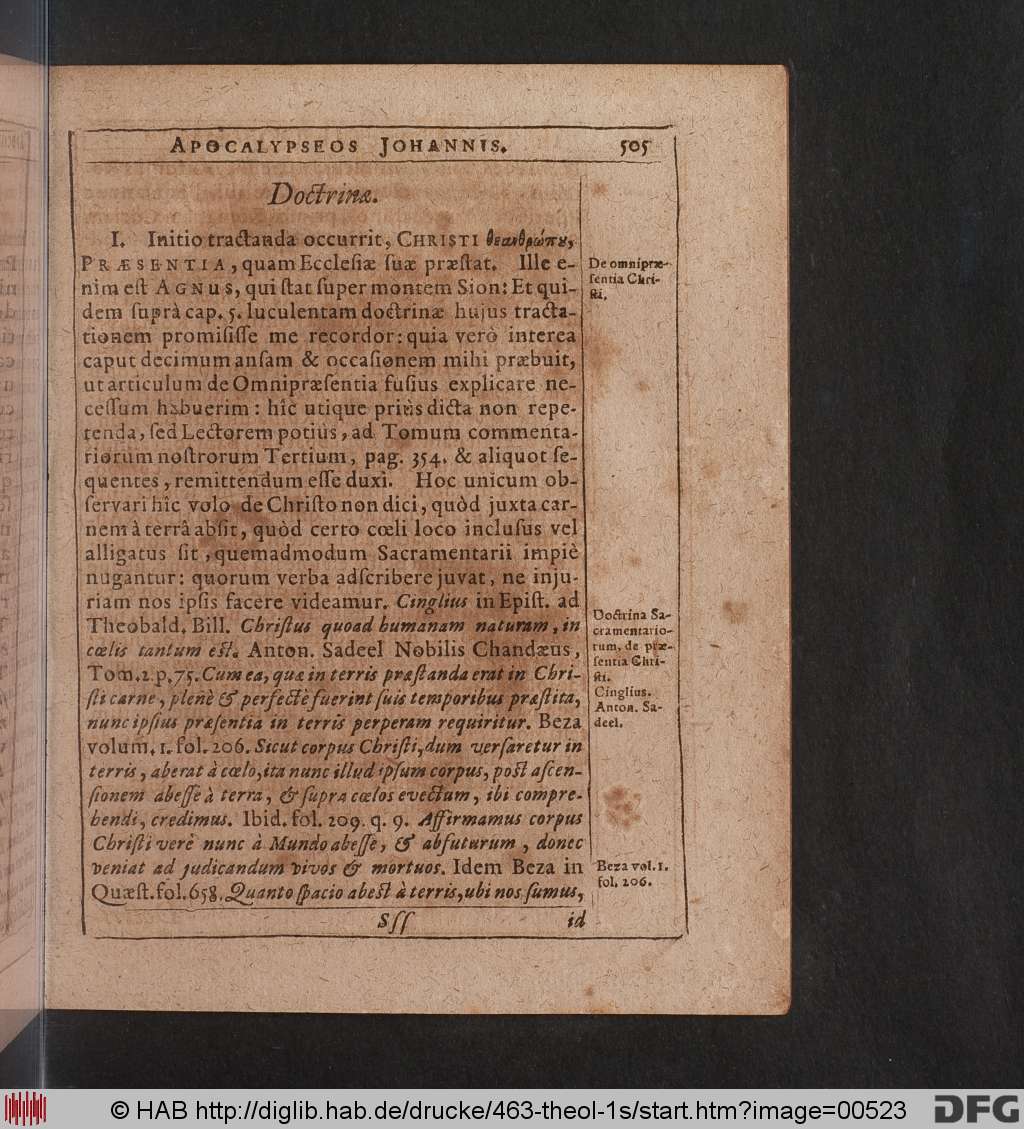 APOCALYPSEOS JOHANNIS. 505
Doctrinæ.
I. Initio tractanda occurrit, CHRISTI θεανθρώπου,
PRÆSENTIA, quam Ecclesiæ suæ præstat. Ille e-
nim est AGNUS, qui stat super montem Sion: Et qui-
dem suprà cap. 5. luculentam doctrinæ hujus tracta-
tionem promisisse me recordor: quia verò interea
caput decimum ansam & occasionem mihi præbuit,
ut articulum de Omnipræsentia fusius explicare ne-
cessum habuerim: hîc utique priùs dicta non repe-
tenda, sed Lectorem potiùs, ad Tomum commenta-
riorum nostrorum Tertium, pag. 354. & aliquot se-
quentes, remittendum esse duxi. Hoc unicum ob-
servari hîc volo de Christo non dici, quòd juxta car-
nem à terrâ absit, quòd certo cœli loco inclusus vel
alligatus sit, quemadmodum Sacramentarii impiè
nugantur: quorum verba adscribere juvat, ne inju-
riam nos ipsis facere videamur. Cinglius in Epist. ad
Theobald. Bill. Christus quoad humanam naturam, in
cœlis tantum est. Anton. Sadeel Nobilis Chandæus,
Tom. 2. p. 75. Cum ea, quæ in terris præstanda erat in Chri-
sti carne, plenè & perfectè fuerint suis temporibus præstita,
nunc ipsius præsentia in terris perperam requiritur. Beza
volum. 1. fol. 206. Sicut corpus Christi, dum versaretur in
terris, aberat à cœlo, ita nunc illud ipsum corpus, post ascen-
sionem abesse à terra, & supra cœlos evectum, ibi compre-
hendi, credimus. Ibid. fol. 209. q. 9. Affirmamus corpus
Christi verè nunc à Mundo abesse, & abfuturum, donec
veniat ad judicandum vivos & mortuos. Idem Beza in
Quæst. fol. 658. Quanto spacio abest à terris, ubi nos sumus,
Sss id
De omnipræ-
sentia Chri-
sti.
Doctrina Sa-
cramentario-
rum, de præ-
sentia Chri-
sti.
Cinglius.
Anton. Sa-
deel.
Beza vol. 1.
fol. 206.
© HAB http://diglib.hab.de/drucke/463-theol-1s/start.htm?image=00523
DFG